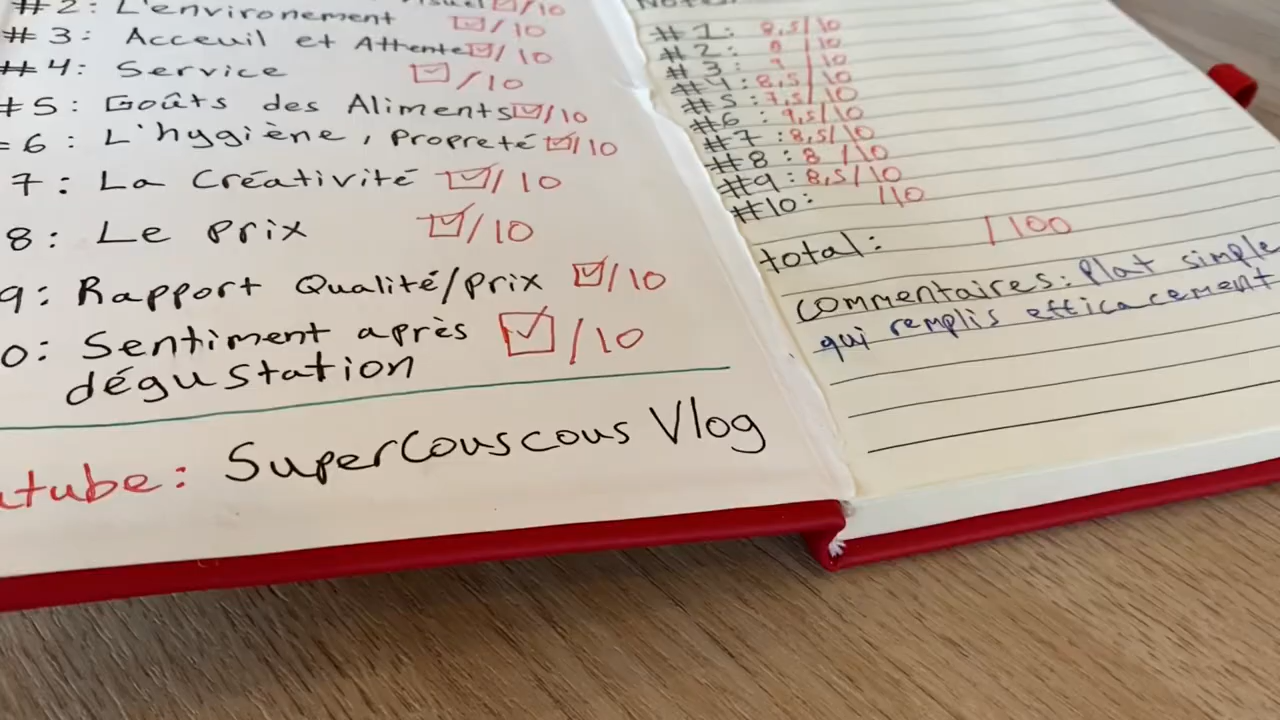 #2: L'environement /10
#3: Acceuil et Attente /10
#4: Service /10
#5: Goûts des Aliments /10
6: L'hygiène, Propreté /10
7: La Créativité /10
8: Le Prix /10
9: Rapport Qualité/Prix /10
0: Sentiment après /10
dégustation
utube: SuperCouscous Vlog
#1: 8,5/10
#2: 9 /10
#3: 9 /10
#4: 8,5/10
#5: 7,5/10
#6: 9,5/10
#7: 8,5/10
#8: 8 /10
#9: 8,5/10
#10: /10
total: /100
commentaires: Plat simple
qui remplis efficacement